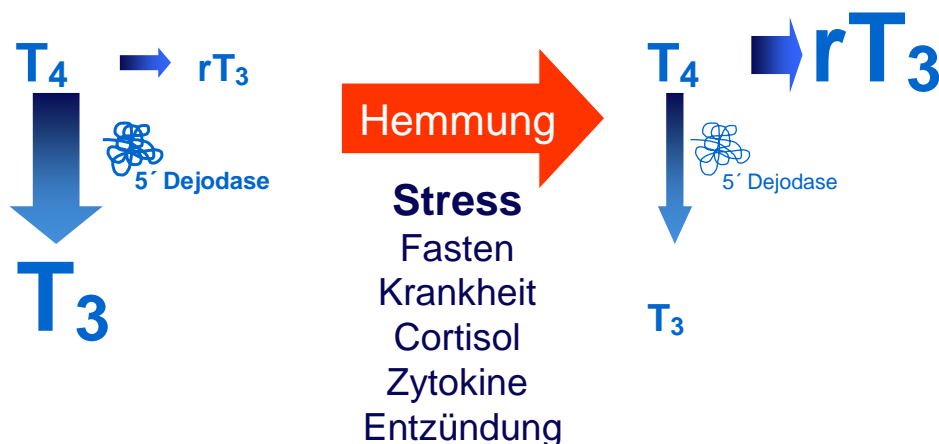 T₄ rT₃
5´ Dejodase
T₃
Hemmung
Stress
Fasten
Krankheit
Cortisol
Zytokine
Entzündung
T₄ rT₃
5´ Dejodase
T₃